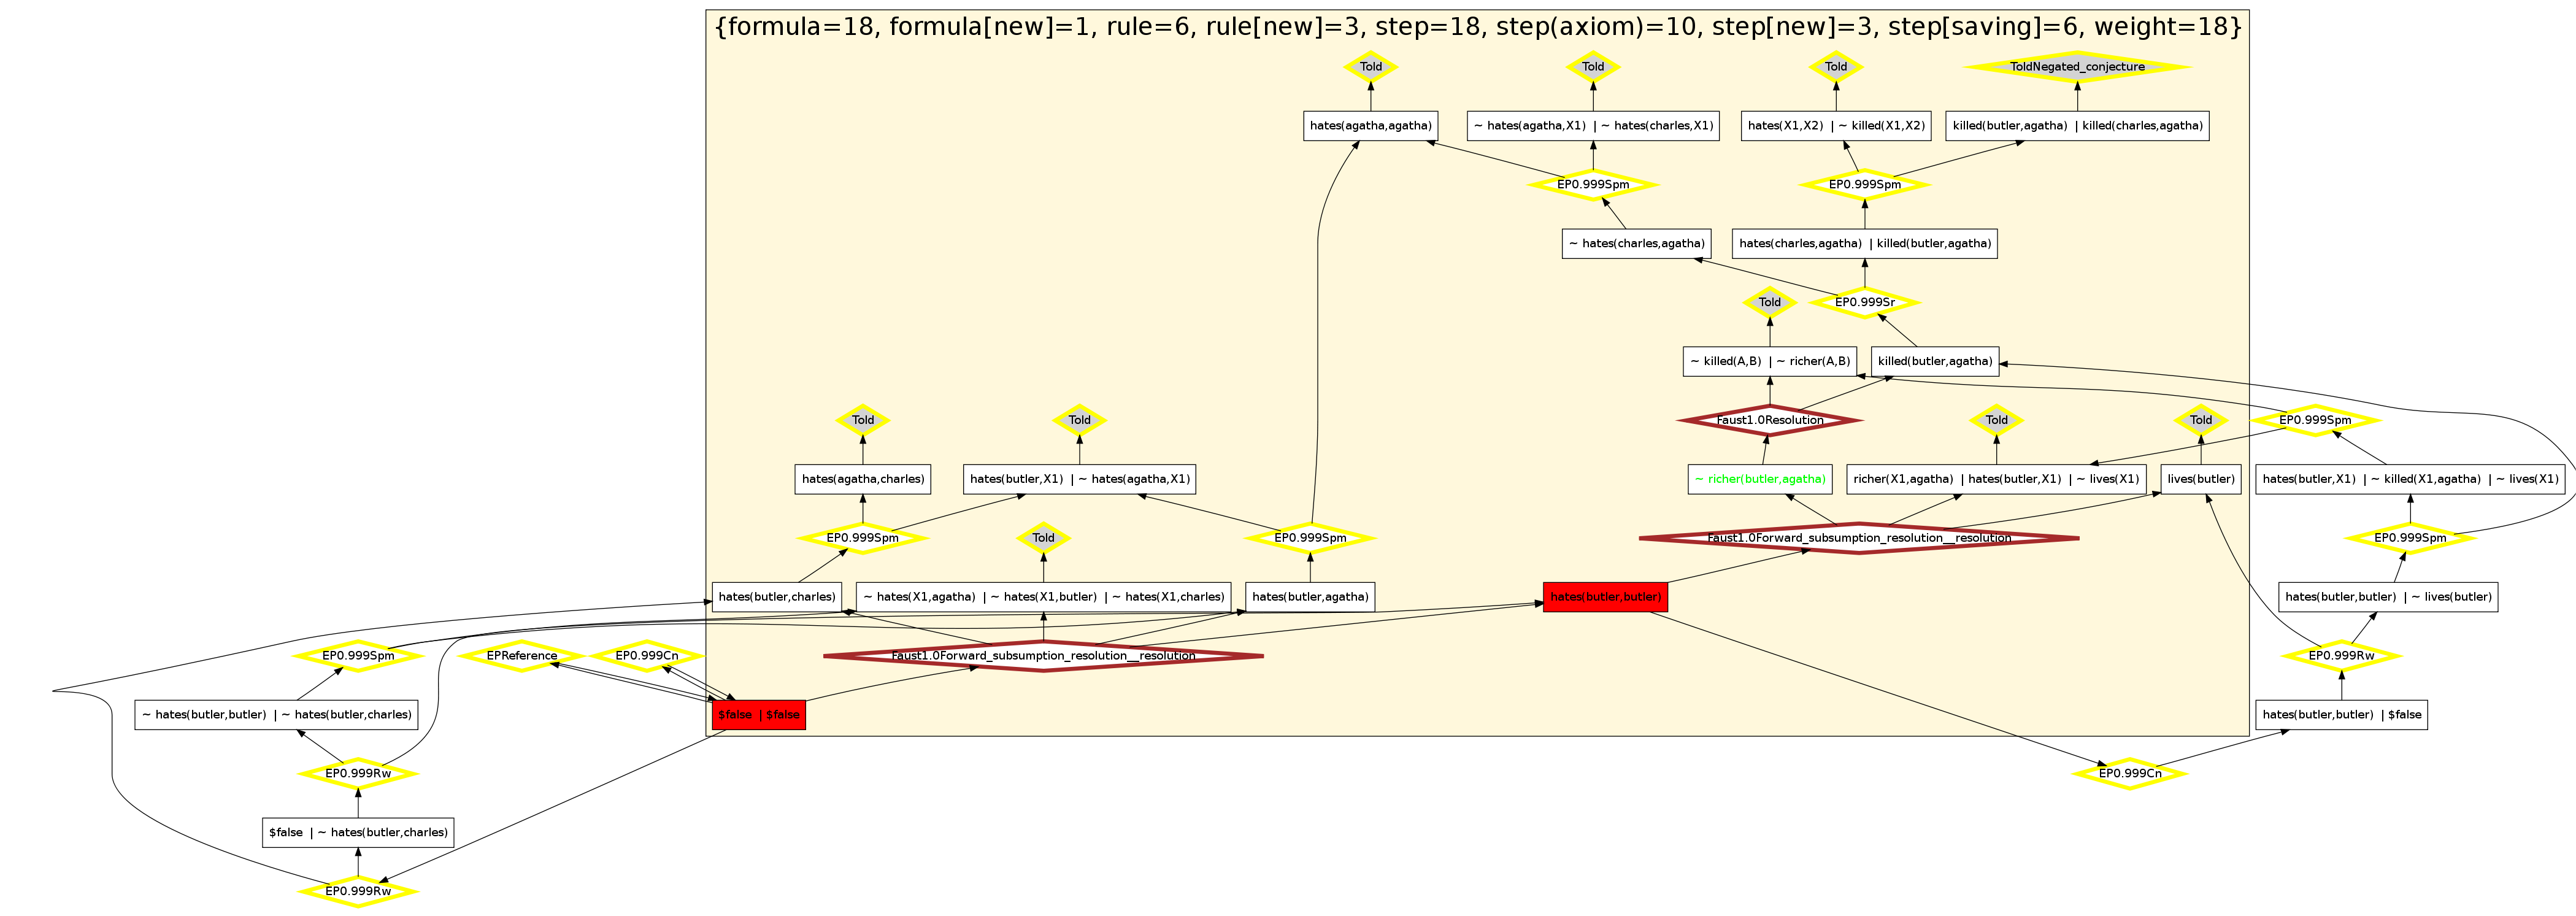 {formula=18, formula[new]=1, rule=6, rule[new]=3, step=18, step(axiom)=10, step[new]=3, step[saving]=6, weight=18}
Told
Told
Told
ToldNegated_conjecture
hates(agatha,agatha)
~ hates(agatha,X1) | ~ hates(charles,X1)
hates(X1,X2) | ~ killed(X1,X2)
killed(butler,agatha) | killed(charles,agatha)
EP0.999Spm
EP0.999Spm
~ hates(charles,agatha)
hates(charles,agatha) | killed(butler,agatha)
Told
EP0.999Sr
~ killed(A,B) | ~ richer(A,B)
killed(butler,agatha)
Told
Told
Faust1.0Resolution
Told
Told
EP0.999Spm
hates(agatha,charles)
hates(butler,X1) | ~ hates(agatha,X1)
~ richer(butler,agatha)
richer(X1,agatha) | hates(butler,X1) | ~ lives(X1)
lives(butler)
hates(butler,X1) | ~ killed(X1,agatha) | ~ lives(X1)
EP0.999Spm
Told
EP0.999Spm
Faust1.0Forward_subsumption_resolution__resolution
EP0.999Spm
hates(butler,charles)
~ hates(X1,agatha) | ~ hates(X1,butler) | ~ hates(X1,charles)
hates(butler,agatha)
hates(butler,butler)
hates(butler,butler) | ~ lives(butler)
EP0.999Spm
EPReference
EP0.999Cn
Faust1.0Forward_subsumption_resolution__resolution
EP0.999Rw
~ hates(butler,butler) | ~ hates(butler,charles)
$false | $false
hates(butler,butler) | $false
EP0.999Rw
EP0.999Cn
$false | ~ hates(butler,charles)
EP0.999Rw